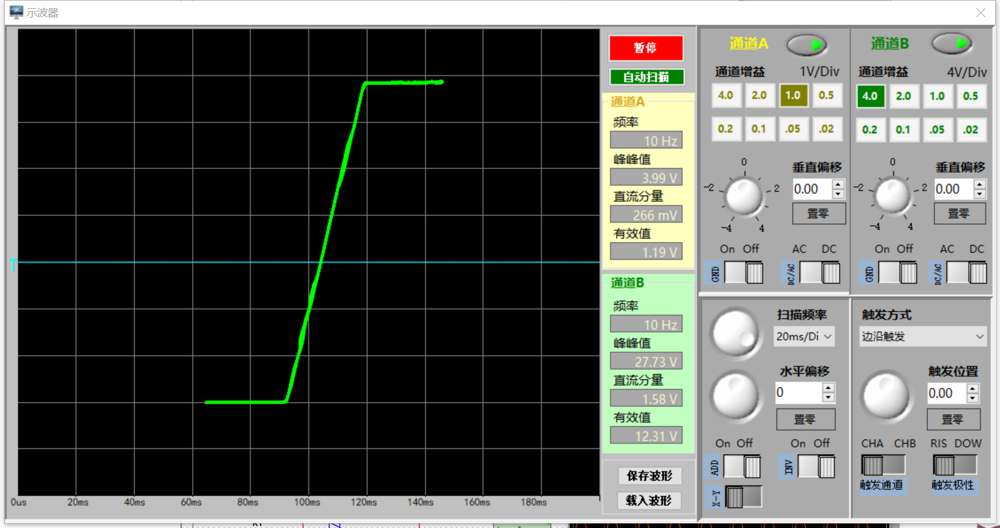 示波器
T
0us 20ms 40ms 60ms 80ms 100ms 120ms 140ms 160ms 180ms
暂停
自动扫描
通道A
频率
10 Hz
峰峰值
3.99 V
直流分量
266 mV
有效值
1.19 V
通道B
频率
10 Hz
峰峰值
27.73 V
直流分量
1.58 V
有效值
12.31 V
保存波形
载入波形
通道A
通道增益 1V/Div
4.0 2.0 1.0 0.5
0.2 0.1 .05 .02
0
-2 2
-4 4
垂直偏移
0.00
置零
On Off AC DC
GND DC/AC
通道B
通道增益 4V/Div
4.0 2.0 1.0 0.5
0.2 0.1 .05 .02
0
-2 2
-4 4
垂直偏移
0.00
置零
On Off AC DC
GND DC/AC
扫描频率
20ms/Di
水平偏移
0
置零
On Off On Off
ADD INV
X-Y
触发方式
边沿触发
触发位置
0.00
置零
CHA CHB RIS DOW
触发通道 触发极性